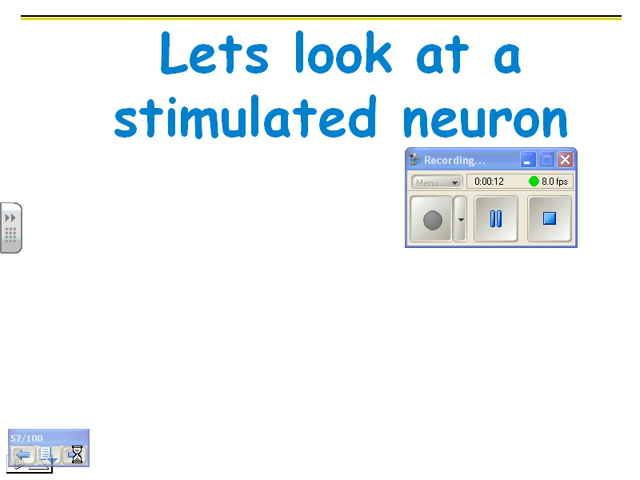 Lets look at a
stimulated neuron
Recording...
Menu
0:00:12
8.0 fps
57/100